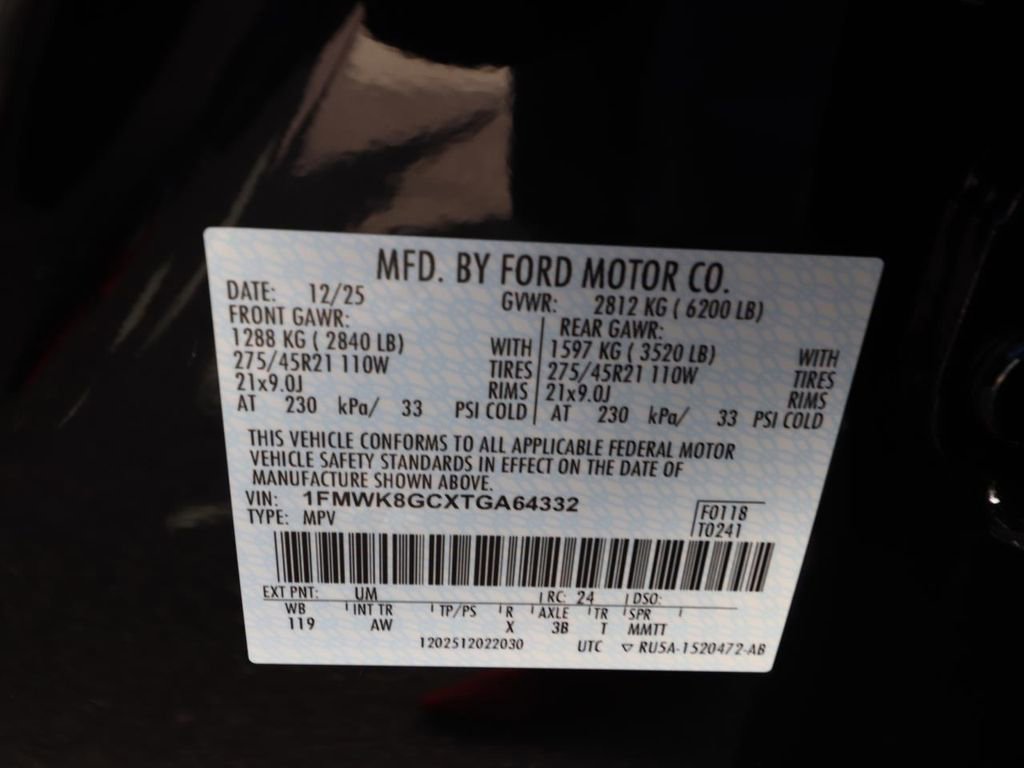 MFD. BY FORD MOTOR CO.
DATE: 12/25 GVWR: 2812 KG ( 6200 LB)
FRONT GAWR: REAR GAWR:
1288 KG ( 2840 LB) WITH 1597 KG ( 3520 LB) WITH
275/45R21 110W TIRES 275/45R21 110W TIRES
21x9.0J RIMS 21x9.0J RIMS
AT 230 kPa/ 33 PSI COLD AT 230 kPa/ 33 PSI COLD
THIS VEHICLE CONFORMS TO ALL APPLICABLE FEDERAL MOTOR
VEHICLE SAFETY STANDARDS IN EFFECT ON THE DATE OF
MANUFACTURE SHOWN ABOVE.
VIN: 1FMWK8GCXTGA64332
TYPE: MPV F0118
T0241
EXT PNT: UM RC: 24 DSO:
WB INT TR TP/PS R AXLE TR SPR
119 AW X 3B T MMTT
1202512022030 UTC ▽ RU5A-1520472-AB